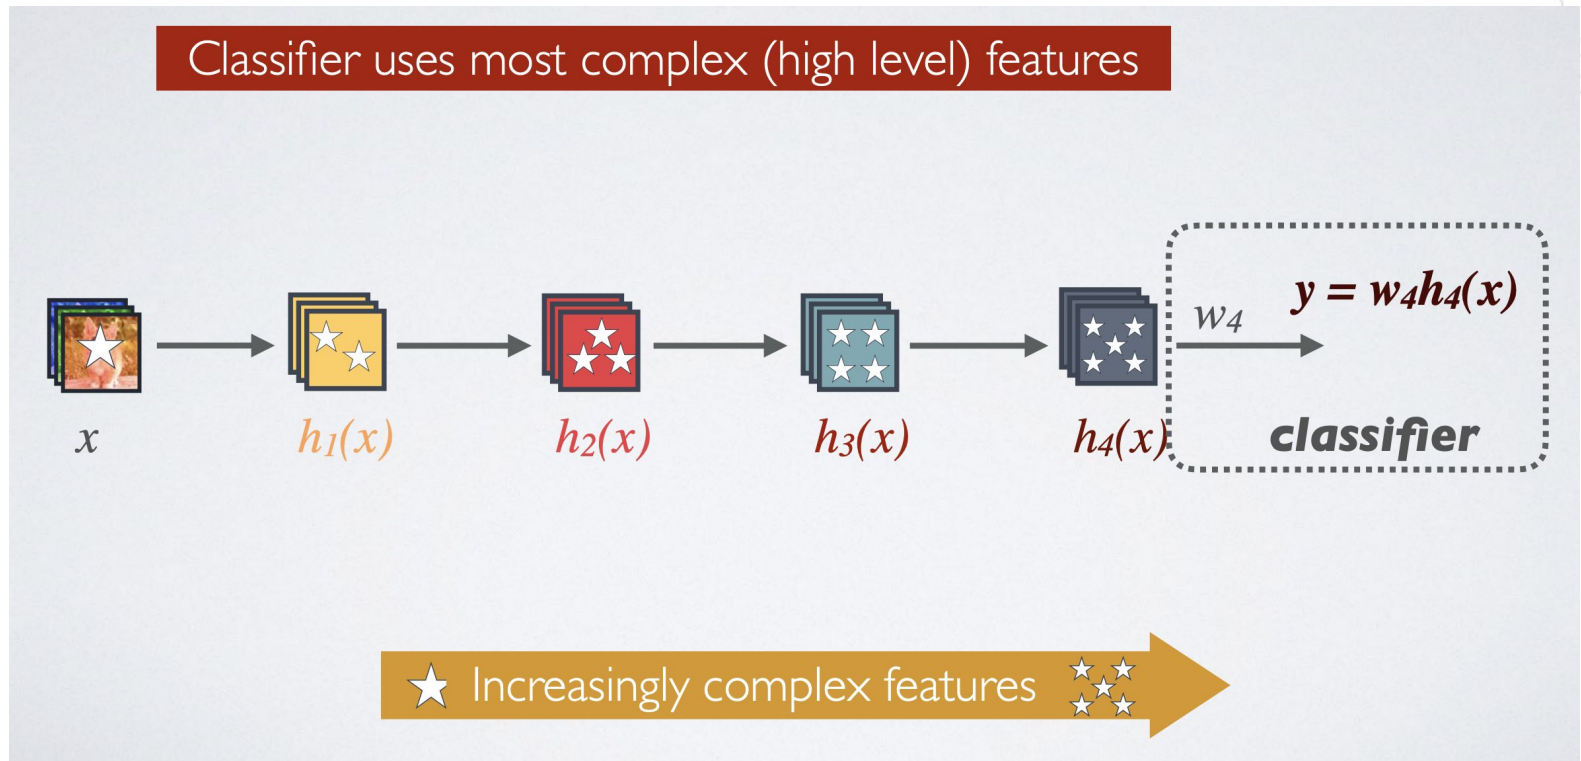 Classifier uses most complex (high level) features
y = w₄h₄(x)
w₄
x
h₁(x)
h₂(x)
h₃(x)
h₄(x)
classifier
Increasingly complex features